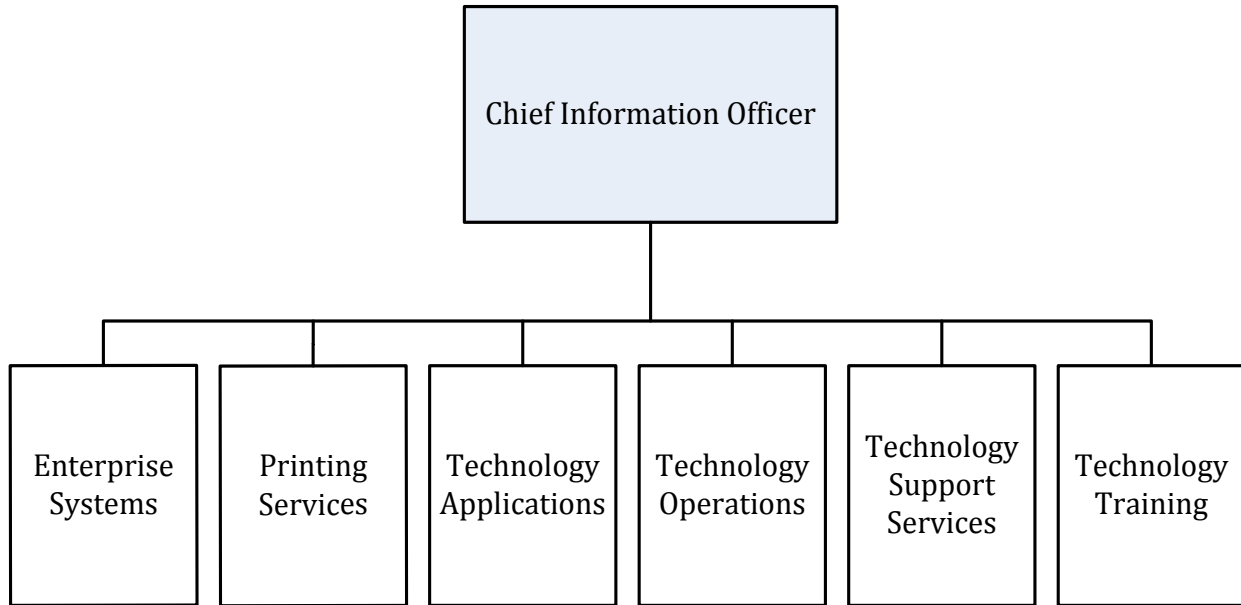 Chief Information Officer
Enterprise
Systems
Printing
Services
Technology
Applications
Technology
Operations
Technology
Support
Services
Technology
Training